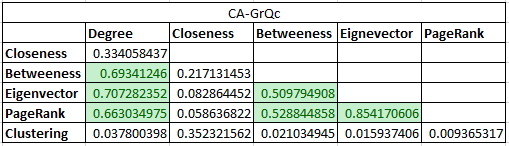 CA-GrQc
Degree Closeness Betweeness Eignevector PageRank
Closeness 0.334058437
Betweeness 0.69341246 0.217131453
Eigenvector 0.707282352 0.082864452 0.509794908
PageRank 0.663034975 0.058636822 0.528844858 0.854170606
Clustering 0.037800398 0.352321562 0.021034945 0.015937406 0.009365317